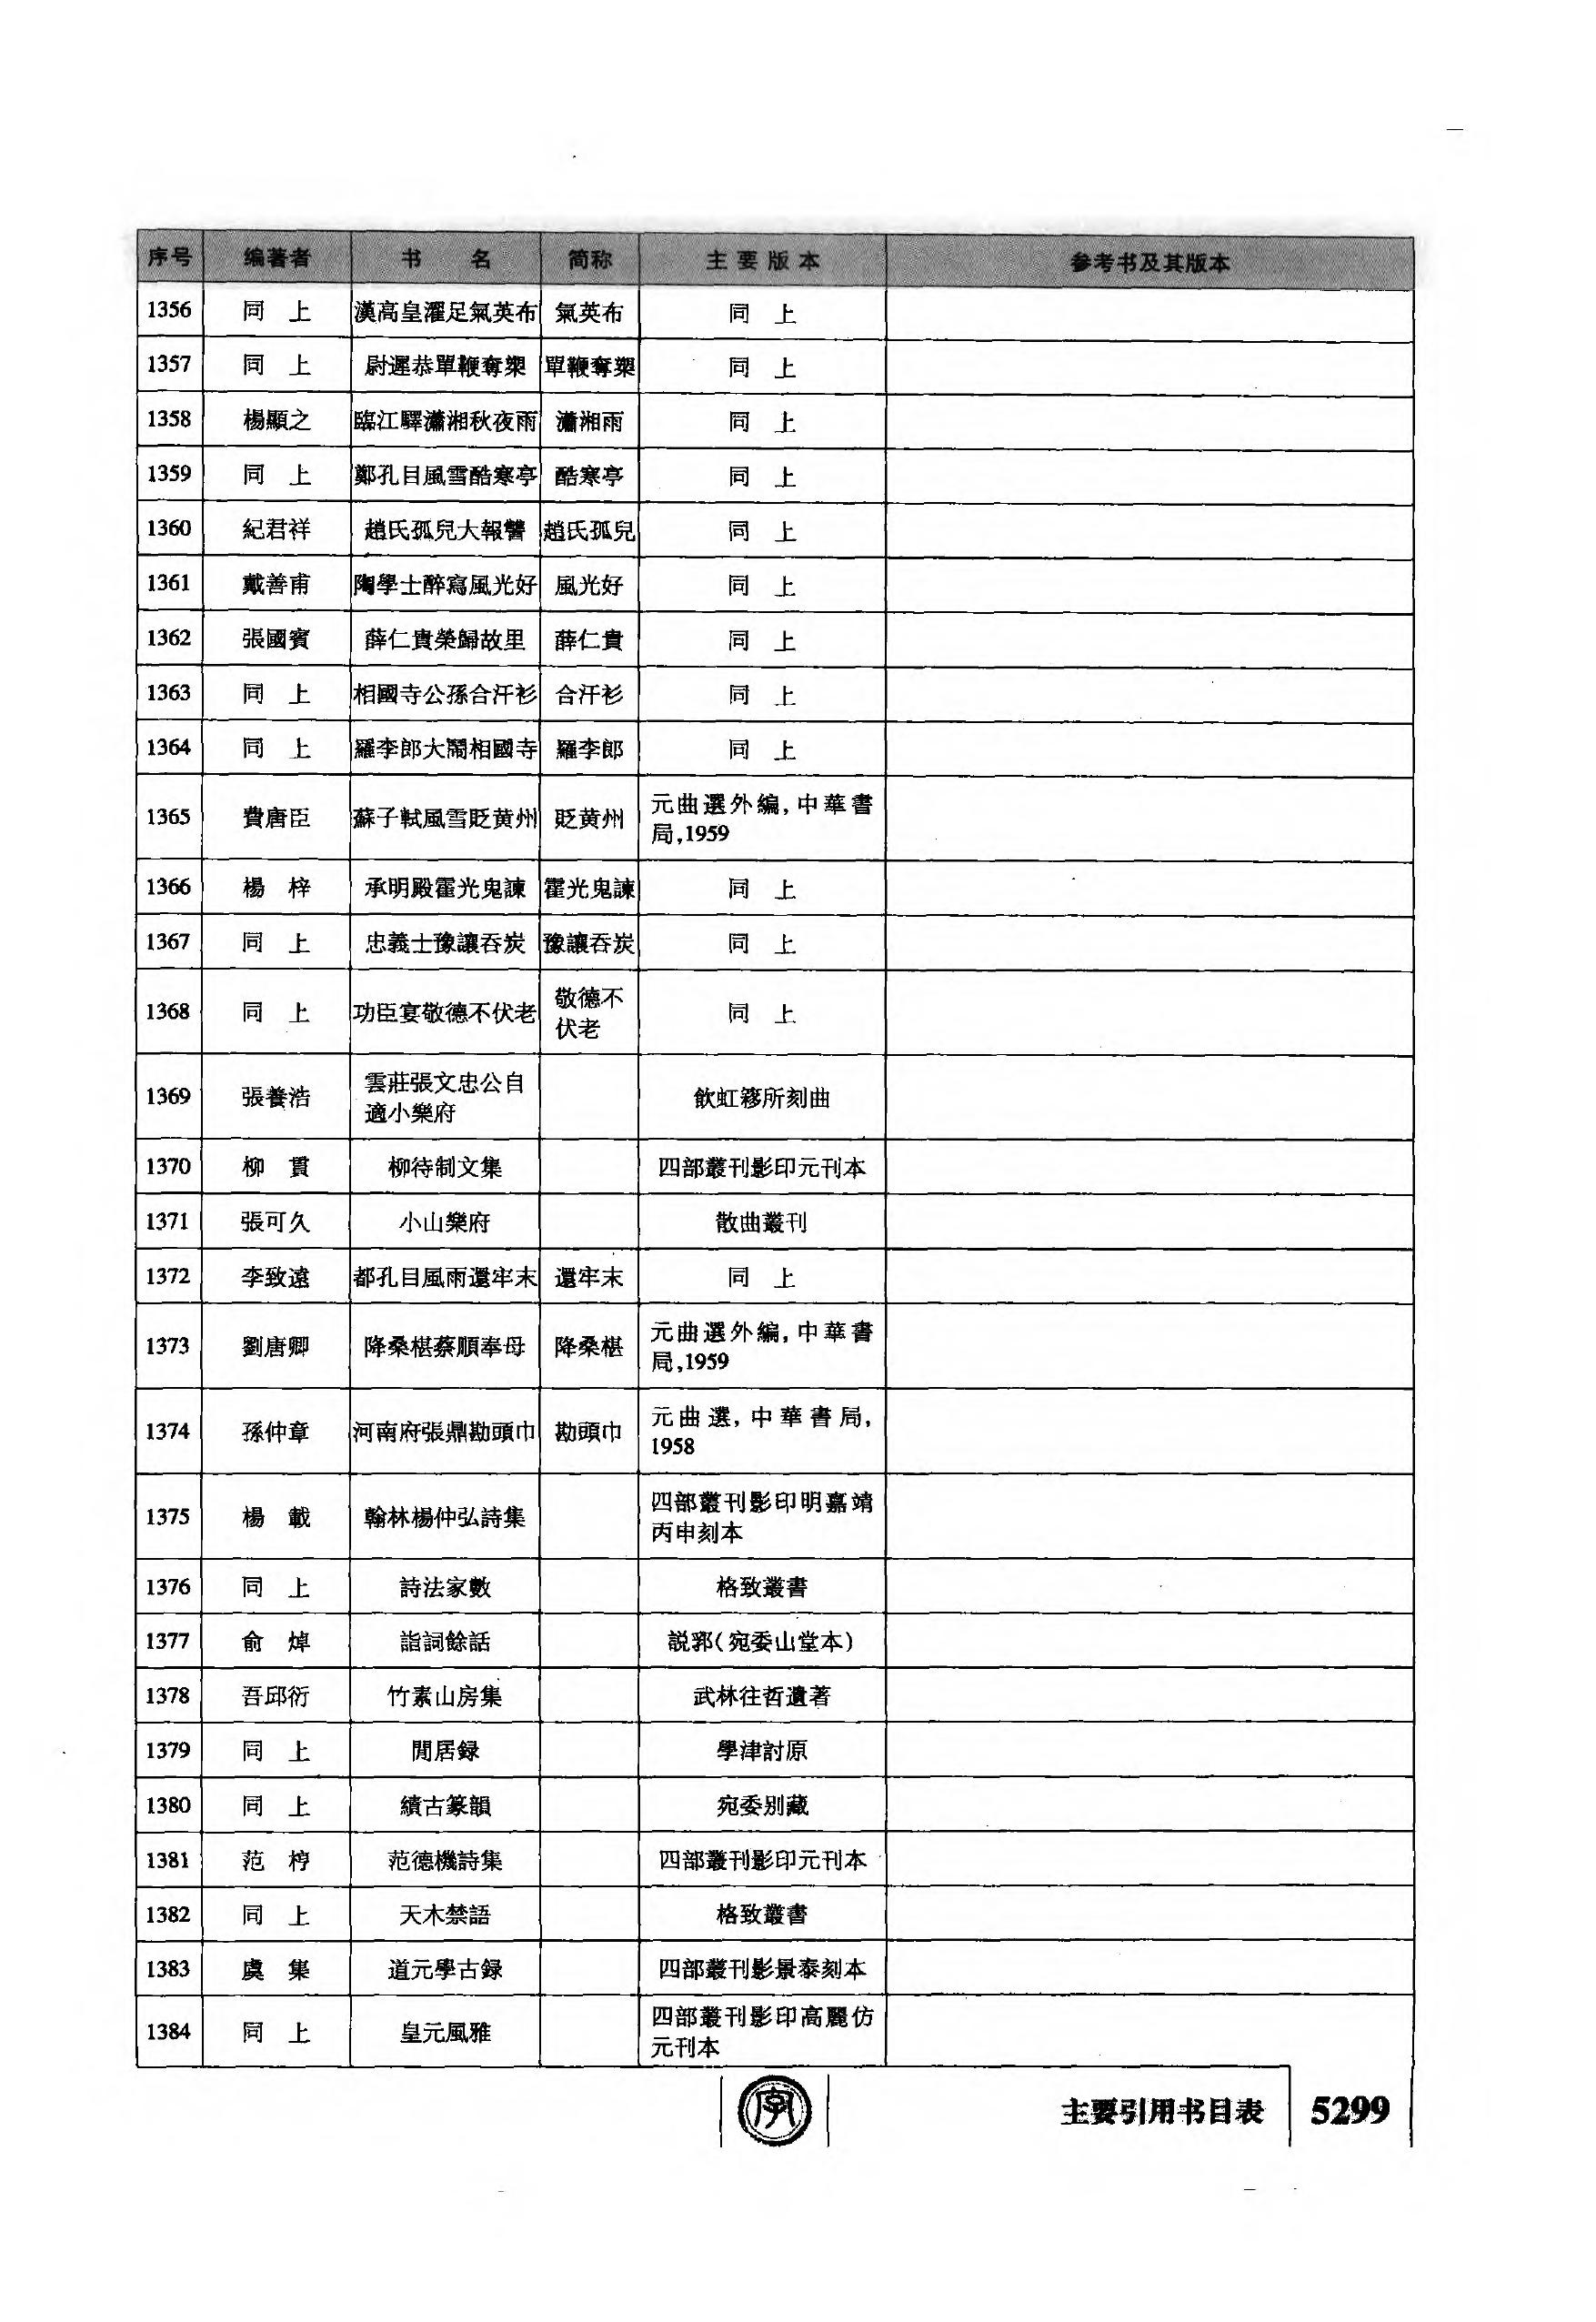 序号 编著者 书 名 简称 主要版本 参考书及其版本
1356 同 上 漢高皇濯足氣英布 氣英布 同 上
1357 同 上 尉遲恭單鞭奪槊 單鞭奪槊 同 上
1358 楊顯之 臨江驛瀟湘秋夜雨 瀟湘雨 同 上
1359 同 上 鄭孔目風雪酷寒亭 酷寒亭 同 上
1360 紀君祥 趙氏孤兒大報讐 趙氏孤兒 同 上
1361 戴善甫 陶學士醉寫風光好 風光好 同 上
1362 張國賓 薛仁貴榮歸故里 薛仁貴 同 上
1363 同 上 相國寺公孫合汗衫 合汗衫 同 上
1364 同 上 羅李郎大鬧相國寺 羅李郎 同 上
1365 費唐臣 蘇子軾風雪貶黄州 貶黄州 元曲選外编,中華書
局,1959
1366 楊 梓 承明殿霍光鬼諫 霍光鬼諫 同 上
1367 同 上 忠義士豫讓吞炭 豫讓吞炭 同 上
1368 同 上 功臣宴敬德不伏老 敬德不
伏老 同 上
1369 張養浩 雲莊張文忠公自
適小樂府 飲虹簃所刻曲
1370 柳 貫 柳待制文集 四部叢刊影印元刊本
1371 張可久 小山樂府 散曲叢刊
1372 李致遠 都孔目風雨還牢末 還牢末 同 上
1373 劉唐卿 降桑椹蔡順奉母 降桑椹 元曲選外编,中華書
局,1959
1374 孫仲章 河南府張鼎勘頭巾 勘頭巾 元曲選,中華書局,
1958
1375 楊 載 翰林楊仲弘詩集 四部叢刊影印明嘉靖
丙申刻本
1376 同 上 詩法家數 格致叢書
1377 俞 焯 詣詞餘話 説郛(宛委山堂本)
1378 吾邱衍 竹素山房集 武林往哲遺著
1379 同 上 閒居録 學津討原
1380 同 上 續古篆韻 宛委别藏
1381 范 梈 范德機詩集 四部叢刊影印元刊本
1382 同 上 天木禁語 格致叢書
1383 虞 集 道元學古録 四部叢刊影景泰刻本
1384 同 上 皇元風雅 四部叢刊影印高麗仿
元刊本
字
主要引用书目表 5299